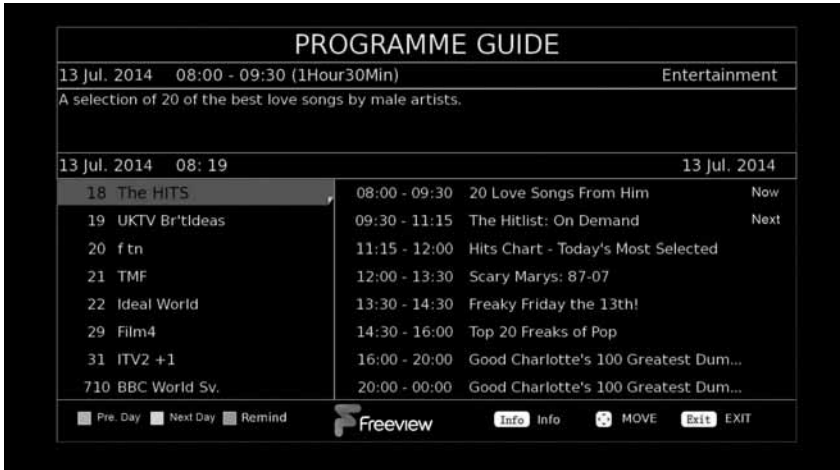 PROGRAMME GUIDE
13 Jul. 2014 08:00 - 09:30 (1Hour30Min) Entertainment
A selection of 20 of the best love songs by male artists.
13 Jul. 2014 08: 19 13 Jul. 2014
18 The HITS 08:00 - 09:30 20 Love Songs From Him Now
19 UKTV Br'tIdeas 09:30 - 11:15 The Hitlist: On Demand Next
20 f tn 11:15 - 12:00 Hits Chart - Today's Most Selected
21 TMF 12:00 - 13:30 Scary Marys: 87-07
22 Ideal World 13:30 - 14:30 Freaky Friday the 13th!
29 Film4 14:30 - 16:00 Top 20 Freaks of Pop
31 ITV2 +1 16:00 - 20:00 Good Charlotte's 100 Greatest Dum...
710 BBC World Sv. 20:00 - 00:00 Good Charlotte's 100 Greatest Dum...
Pre. Day Next Day Remind Freeview Info Info MOVE Exit EXIT